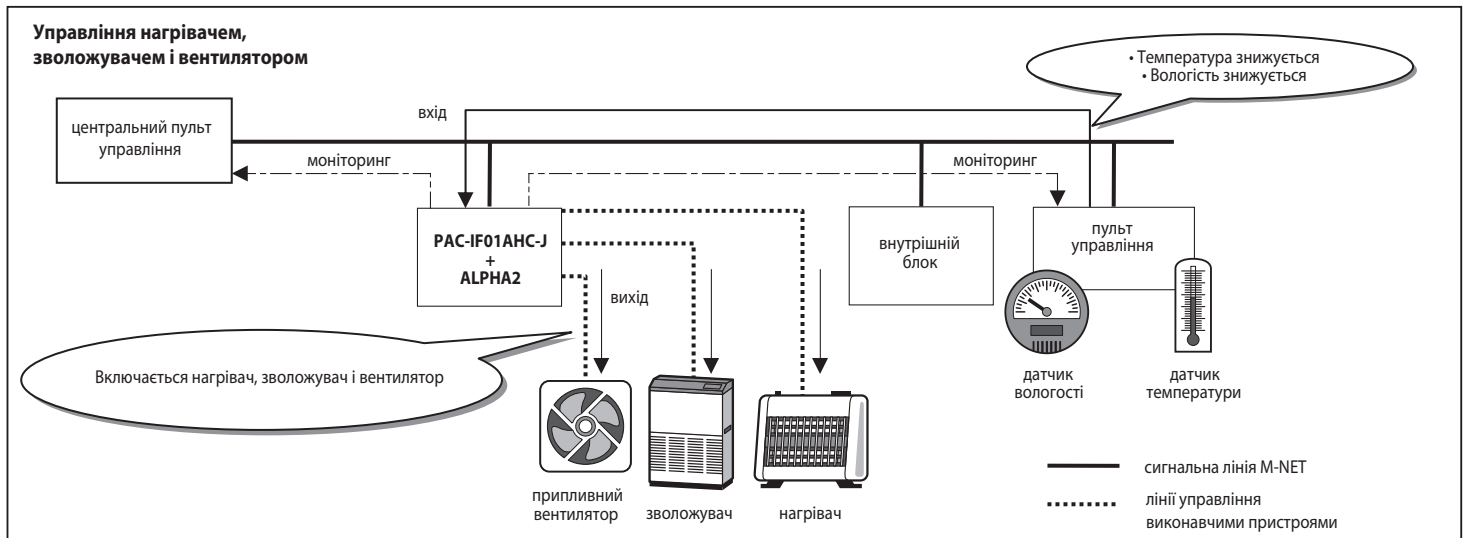 Управління нагрівачем,
зволожувачем і вентилятором
• Температура знижується
• Вологість знижується
вхід
центральний пульт
управління
моніторинг
моніторинг
PAC-IF01AHC-J
+
ALPHA2
внутрішній
блок
пульт
управління
вихід
Включається нагрівач, зволожувач і вентилятор
датчик
вологості
датчик
температури
припливний
вентилятор
зволожувач
нагрівач
сигнальна лінія M-NET
лінії управління
виконавчими пристроями